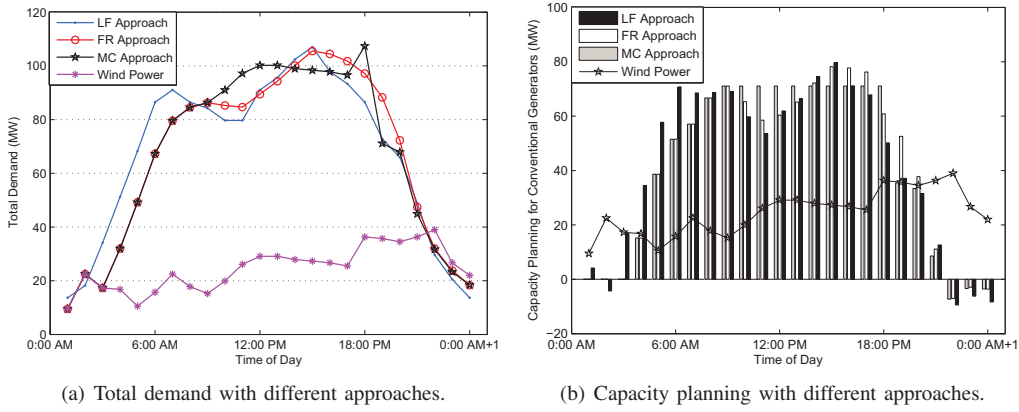 120
100
80
60
40
20
0
Total Demand (MW)
LF Approach
FR Approach
MC Approach
Wind Power
0:00 AM
6:00 AM
12:00 PM
18:00 PM
0:00 AM+1
Time of Day
(a) Total demand with different approaches.
100
80
60
40
20
0
−20
Capacity Planning for Conventional Generators (MW)
LF Approach
FR Approach
MC Approach
Wind Power
0:00 AM
6:00 AM
12:00 PM
18:00 PM
0:00 AM+1
Time of Day
(b) Capacity planning with different approaches.